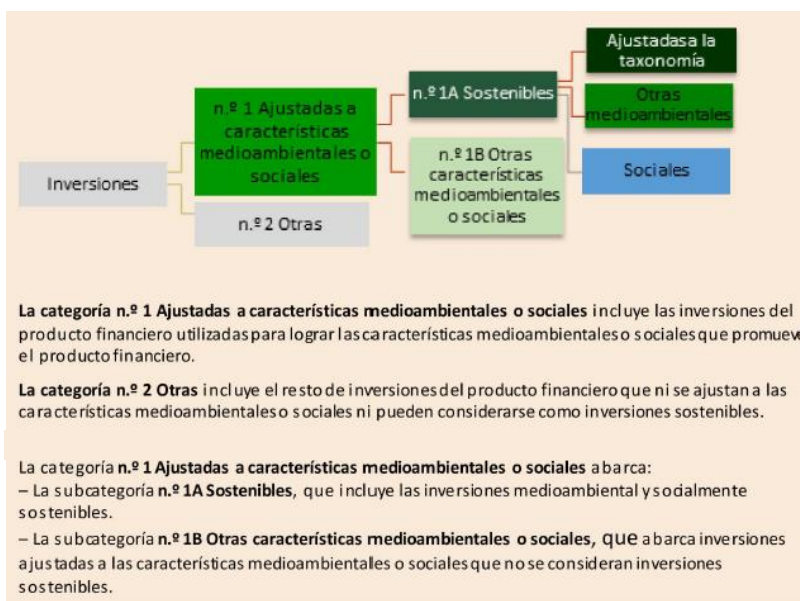 Ajustadasa la
taxonomía
n.º 1A Sostenibles
Otras
medioambientales
n.º 1 Ajustadas a
características
medioambientales o
sociales
n.º 1B Otras
características
medioambientales
o sociales
Sociales
Inversiones
n.º 2 Otras
La categoría n.º 1 Ajustadas a características medioambientales o sociales incluye las inversiones del
producto financiero utilizadas para lograr las características medioambientales o sociales que promueve
el producto financiero.
La categoría n.º 2 Otras incluye el resto de inversiones del producto financiero que ni se ajustan a las
características medioambientales o sociales ni pueden considerarse como inversiones sostenibles.
La categoría n.º 1 Ajustadas a características medioambientales o sociales abarca:
– La subcategoría n.º 1A Sostenibles, que incluye las inversiones medioambiental y socialmente
sostenibles.
– La subcategoría n.º 1B Otras características medioambientales o sociales, que abarca inversiones
ajustadas a las características medioambientales o sociales que no se consideran inversiones
sostenibles.